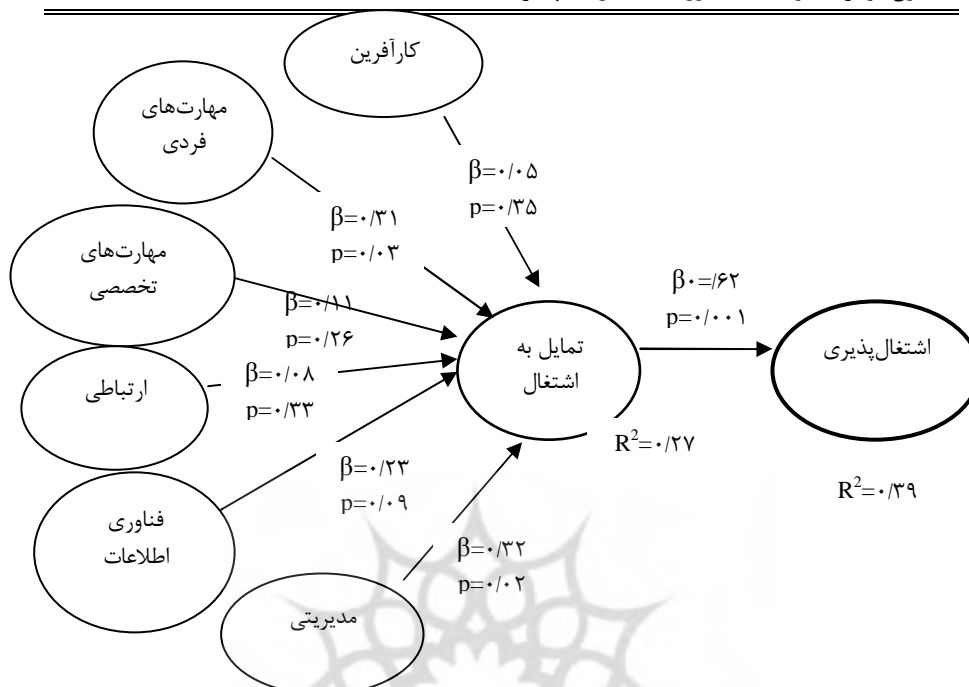 کارآفرین
مهارت‌های
فردی
β=۰/۰۵
p=۰/۳۵
β=۰/۳۱
p=۰/۰۳
مهارت‌های
تخصصی
β=۰/۱۱
p=۰/۲۶
β۰=/۶۲
p=۰/۰۰۱
تمایل به
اشتغال
اشتغال‌پذیری
ارتباطی
β=۰/۰۸
p=۰/۳۳
R²=۰/۲۷
β=۰/۲۳
p=۰/۰۹
R²=۰/۳۹
فناوری
اطلاعات
β=۰/۳۲
p=۰/۰۲
مدیریتی